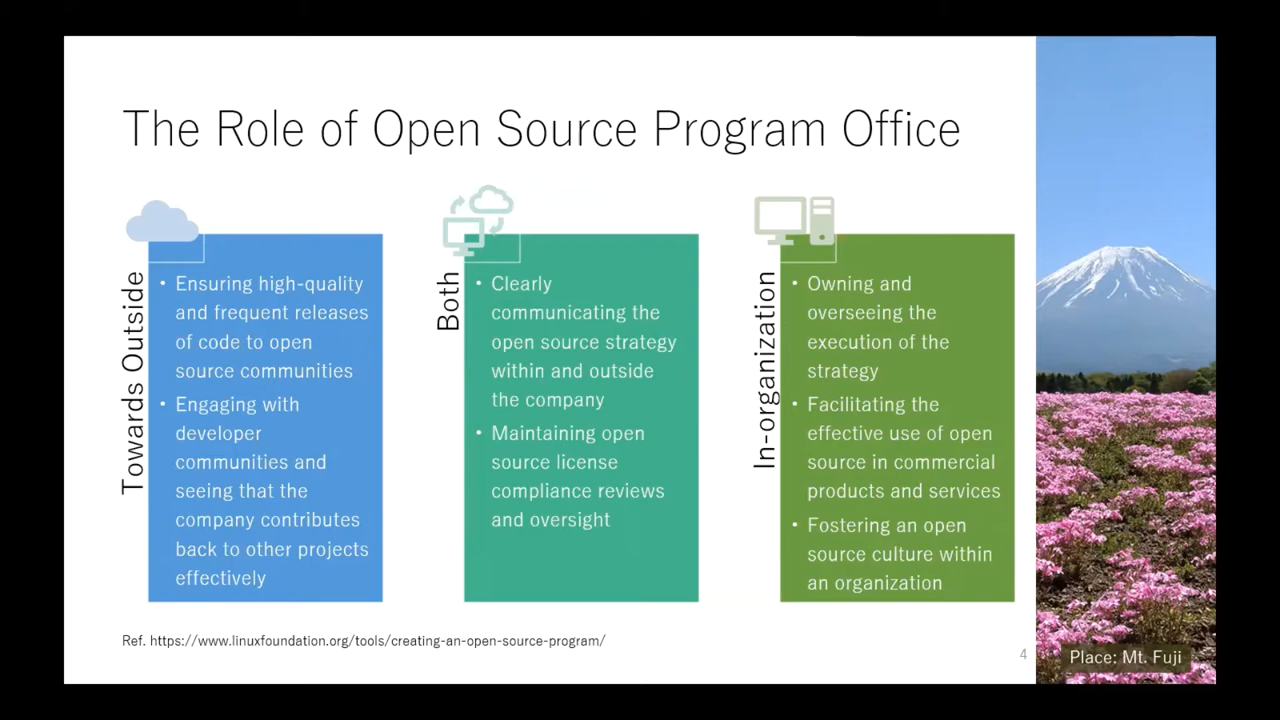 The Role of Open Source Program Office
Towards Outside
• Ensuring high-quality
and frequent releases
of code to open
source communities
• Engaging with
developer
communities and
seeing that the
company contributes
back to other projects
effectively
Both
• Clearly
communicating the
open source strategy
within and outside
the company
• Maintaining open
source license
compliance reviews
and oversight
In-organization
• Owning and
overseeing the
execution of the
strategy
• Facilitating the
effective use of open
source in commercial
products and services
• Fostering an open
source culture within
an organization
Ref. https://www.linuxfoundation.org/tools/creating-an-open-source-program/
4
Place: Mt. Fuji